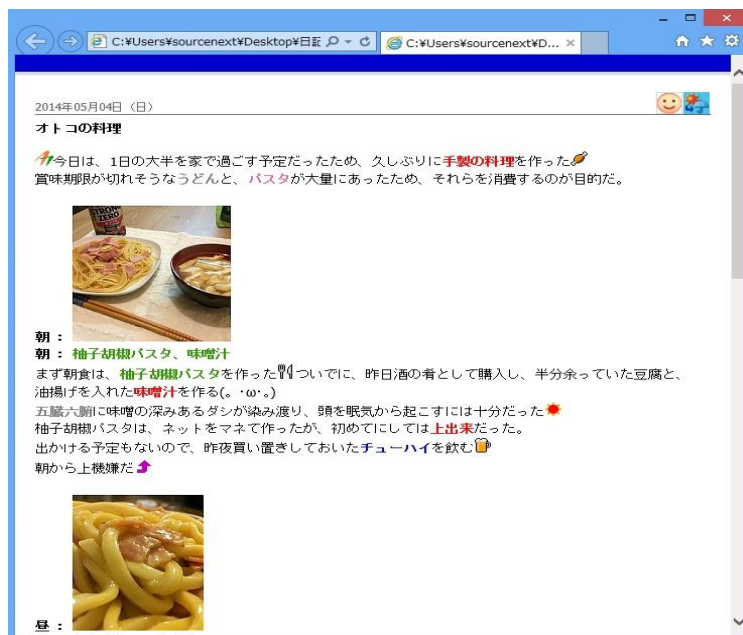 C:¥Users¥sourcenext¥Desktop¥日記
C:¥Users¥sourcenext¥D...
2014年05月04日 (日)
オトコの料理
今日は、1日の大半を家で過ごす予定だったため、久しぶりに手製の料理を作った
賞味期限が切れそうなうどんと、パスタが大量にあったため、それらを消費するのが目的だ。
STRONG
ZERO
朝：
朝：柚子胡椒パスタ、味噌汁
まず朝食は、柚子胡椒パスタを作ったついでに、昨日酒の肴として購入し、半分余っていた豆腐と、
油揚げを入れた味噌汁を作る(｡･ω･｡)
五臓六腑に味噌の深みあるダシが染み渡り、頭を眠気から起こすには十分だった
柚子胡椒パスタは、ネットをマネて作ったが、初めてにしては上出来だった。
出かける予定もないので、昨夜買い置きしておいたチューハイを飲む
朝から上機嫌だ
昼：